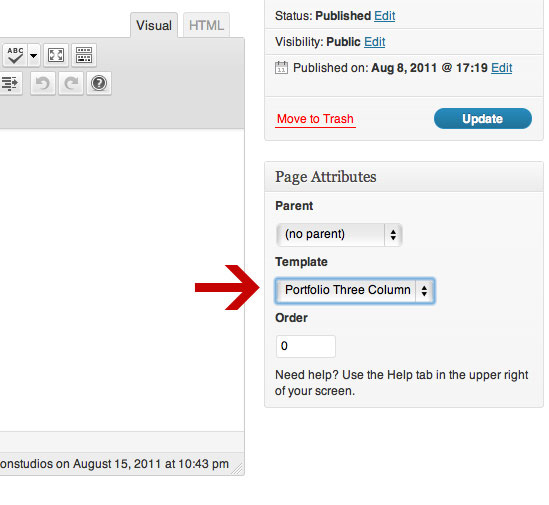 Visual
HTML
ABC
onstudios on August 15, 2011 at 10:43 pm
Status: Published Edit
Visibility: Public Edit
Published on: Aug 8, 2011 @ 17:19 Edit
Move to Trash
Update
Page Attributes
Parent
(no parent)
Template
Portfolio Three Column
Order
0
Need help? Use the Help tab in the upper right
of your screen.